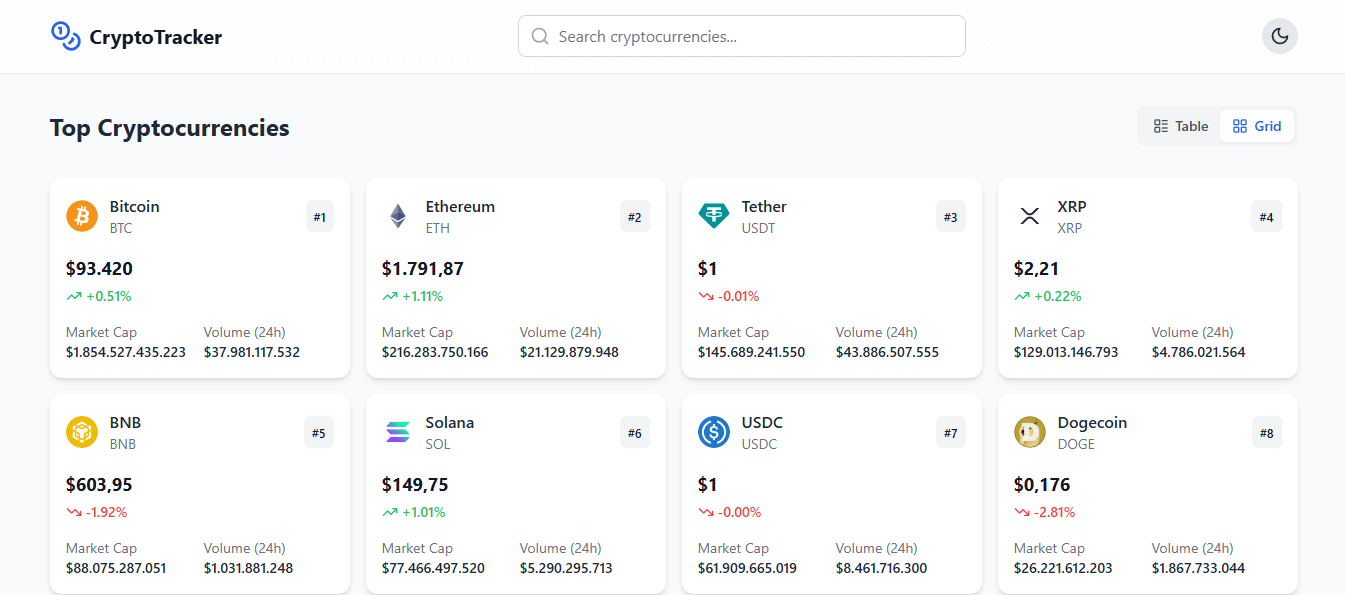 CryptoTracker
Search cryptocurrencies...
Top Cryptocurrencies
Table Grid
Bitcoin
BTC
#1
$93.420
+0.51%
Market Cap Volume (24h)
$1.854.527.435.223 $37.981.117.532
Ethereum
ETH
#2
$1.791,87
+1.11%
Market Cap Volume (24h)
$216.283.750.166 $21.129.879.948
Tether
USDT
#3
$1
-0.01%
Market Cap Volume (24h)
$145.689.241.550 $43.886.507.555
XRP
XRP
#4
$2,21
+0.22%
Market Cap Volume (24h)
$129.013.146.793 $4.786.021.564
BNB
BNB
#5
$603,95
-1.92%
Market Cap Volume (24h)
$88.075.287.051 $1.031.881.248
Solana
SOL
#6
$149,75
+1.01%
Market Cap Volume (24h)
$77.466.497.520 $5.290.295.713
USDC
USDC
#7
$1
-0.00%
Market Cap Volume (24h)
$61.909.665.019 $8.461.716.300
Dogecoin
DOGE
#8
$0,176
-2.81%
Market Cap Volume (24h)
$26.221.612.203 $1.867.733.044